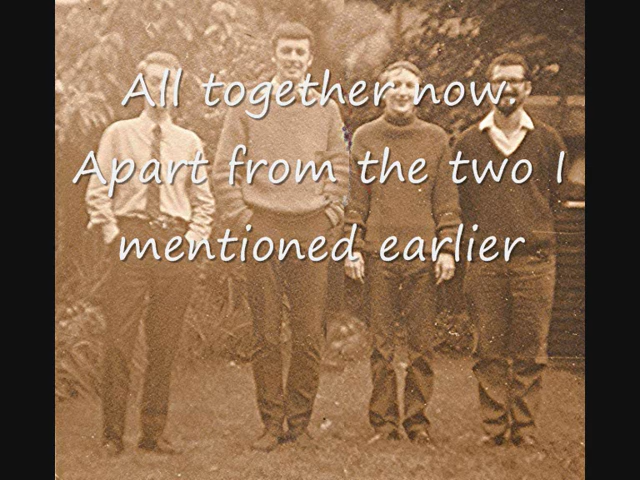 All together now.
Apart from the two I
mentioned earlier